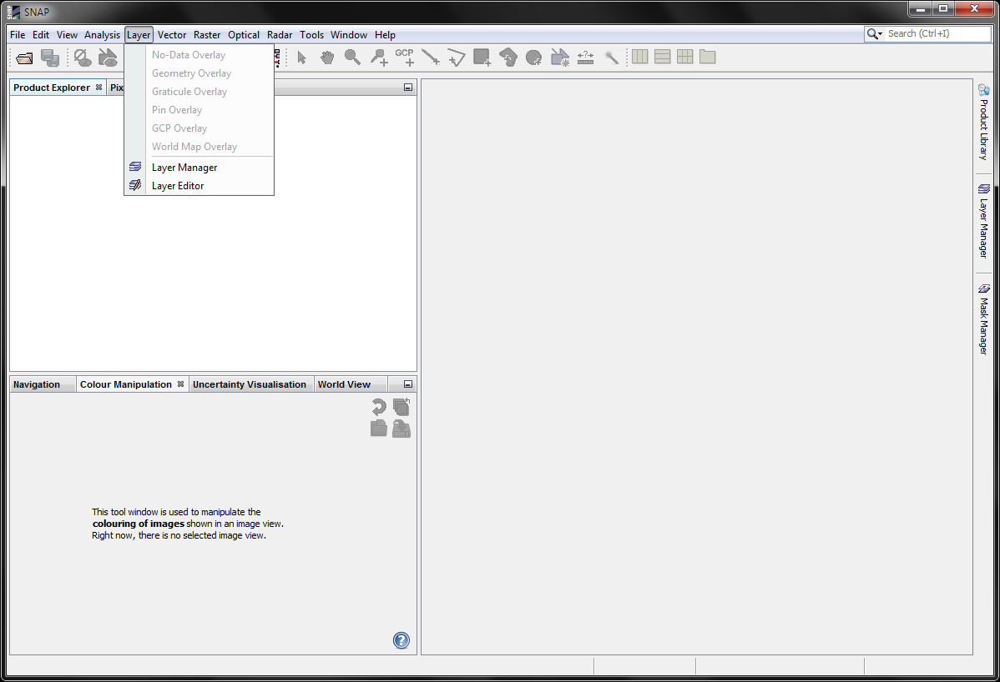 SNAP
File Edit View Analysis Layer Vector Raster Optical Radar Tools Window Help
Search (Ctrl+I)
GCP
No-Data Overlay
Geometry Overlay
Graticule Overlay
Pin Overlay
GCP Overlay
World Map Overlay
Layer Manager
Layer Editor
Product Explorer Pix
Product Library
Layer Manager
Mask Manager
Navigation Colour Manipulation Uncertainty Visualisation World View
This tool window is used to manipulate the
colouring of images shown in an image view.
Right now, there is no selected image view.